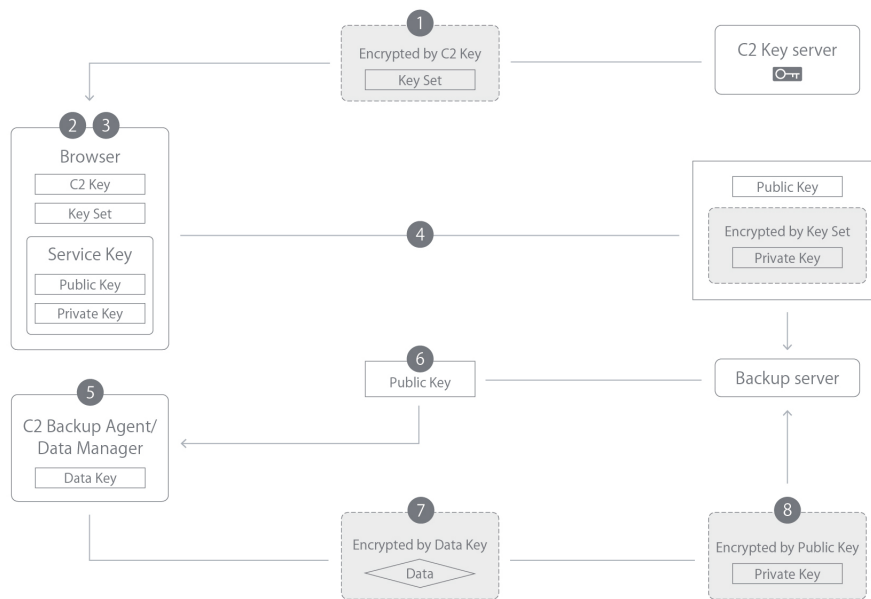 1
Encrypted by C2 Key
Key Set
C2 Key server
2 3
Browser
C2 Key
Key Set
Service Key
Public Key
Private Key
4
Public Key
Encrypted by Key Set
Private Key
6
Public Key
Backup server
5
C2 Backup Agent/
Data Manager
Data Key
7
Encrypted by Data Key
Data
8
Encrypted by Public Key
Private Key